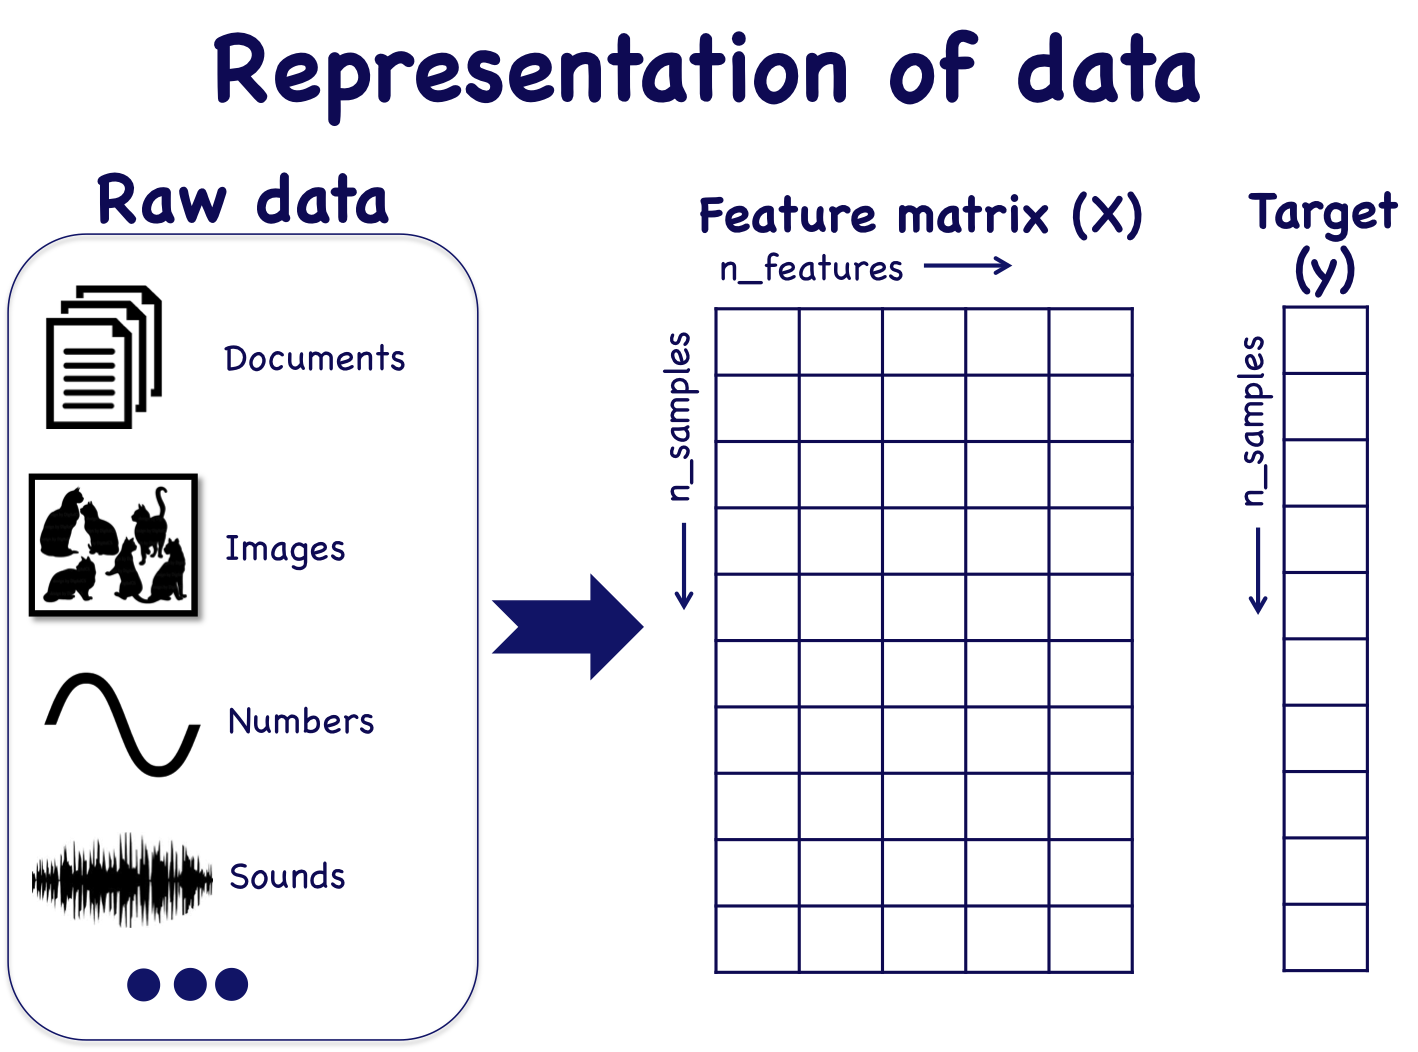 Representation of data
Raw data
Documents
Images
Numbers
Sounds
Feature matrix (X)
n_features
n_samples
Target
(y)
n_samples